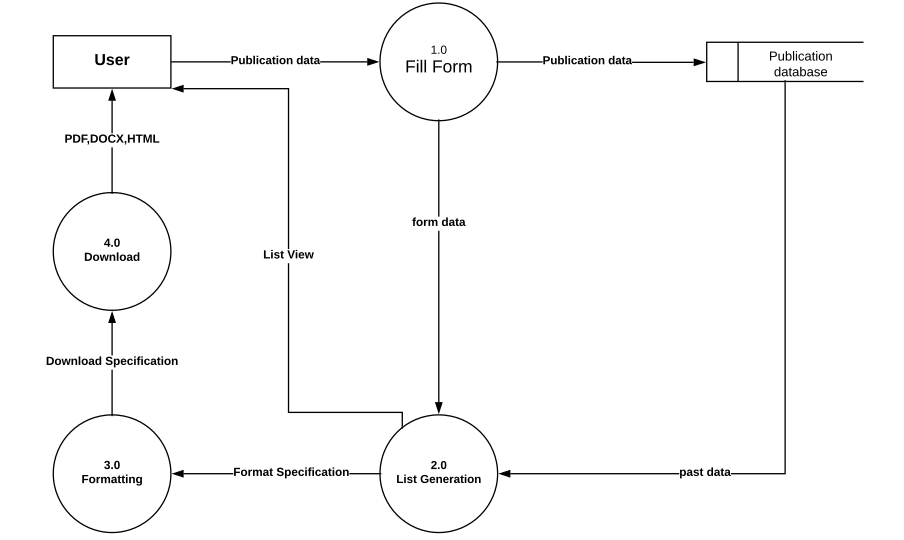 User
Publication data
1.0
Fill Form
Publication data
Publication
database
PDF,DOCX,HTML
form data
4.0
Download
List View
Download Specification
3.0
Formatting
Format Specification
2.0
List Generation
past data